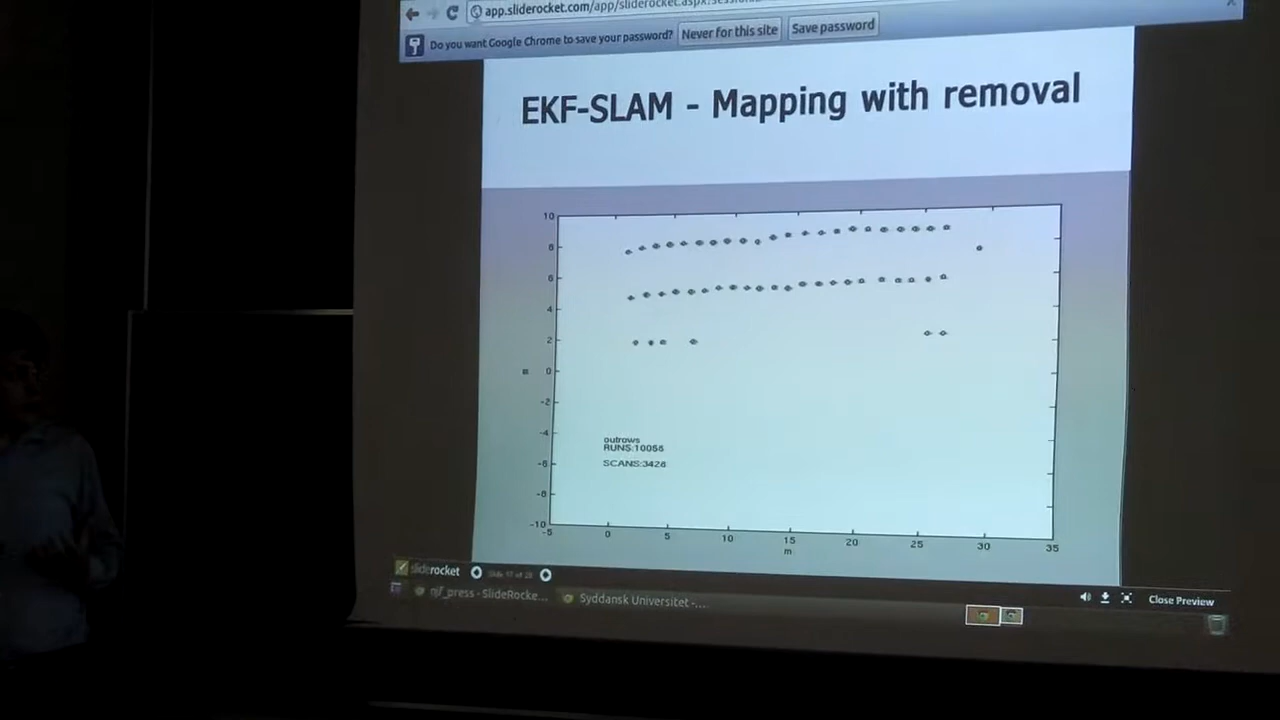 app.sliderocket.com/app/sliderocket.aspx
Do you want Google Chrome to save your password? Never for this site Save password
EKF-SLAM - Mapping with removal
10
8
6
4
2
m 0
-2
-4
-6
-8
-10
outrows
RUNS:10055
SCANS:3426
-5 0 5 10 15 20 25 30 35
m
sliderocket Slide 17 of 28 Close Preview
njf_press - SlideRocke... Syddansk Universitet -...